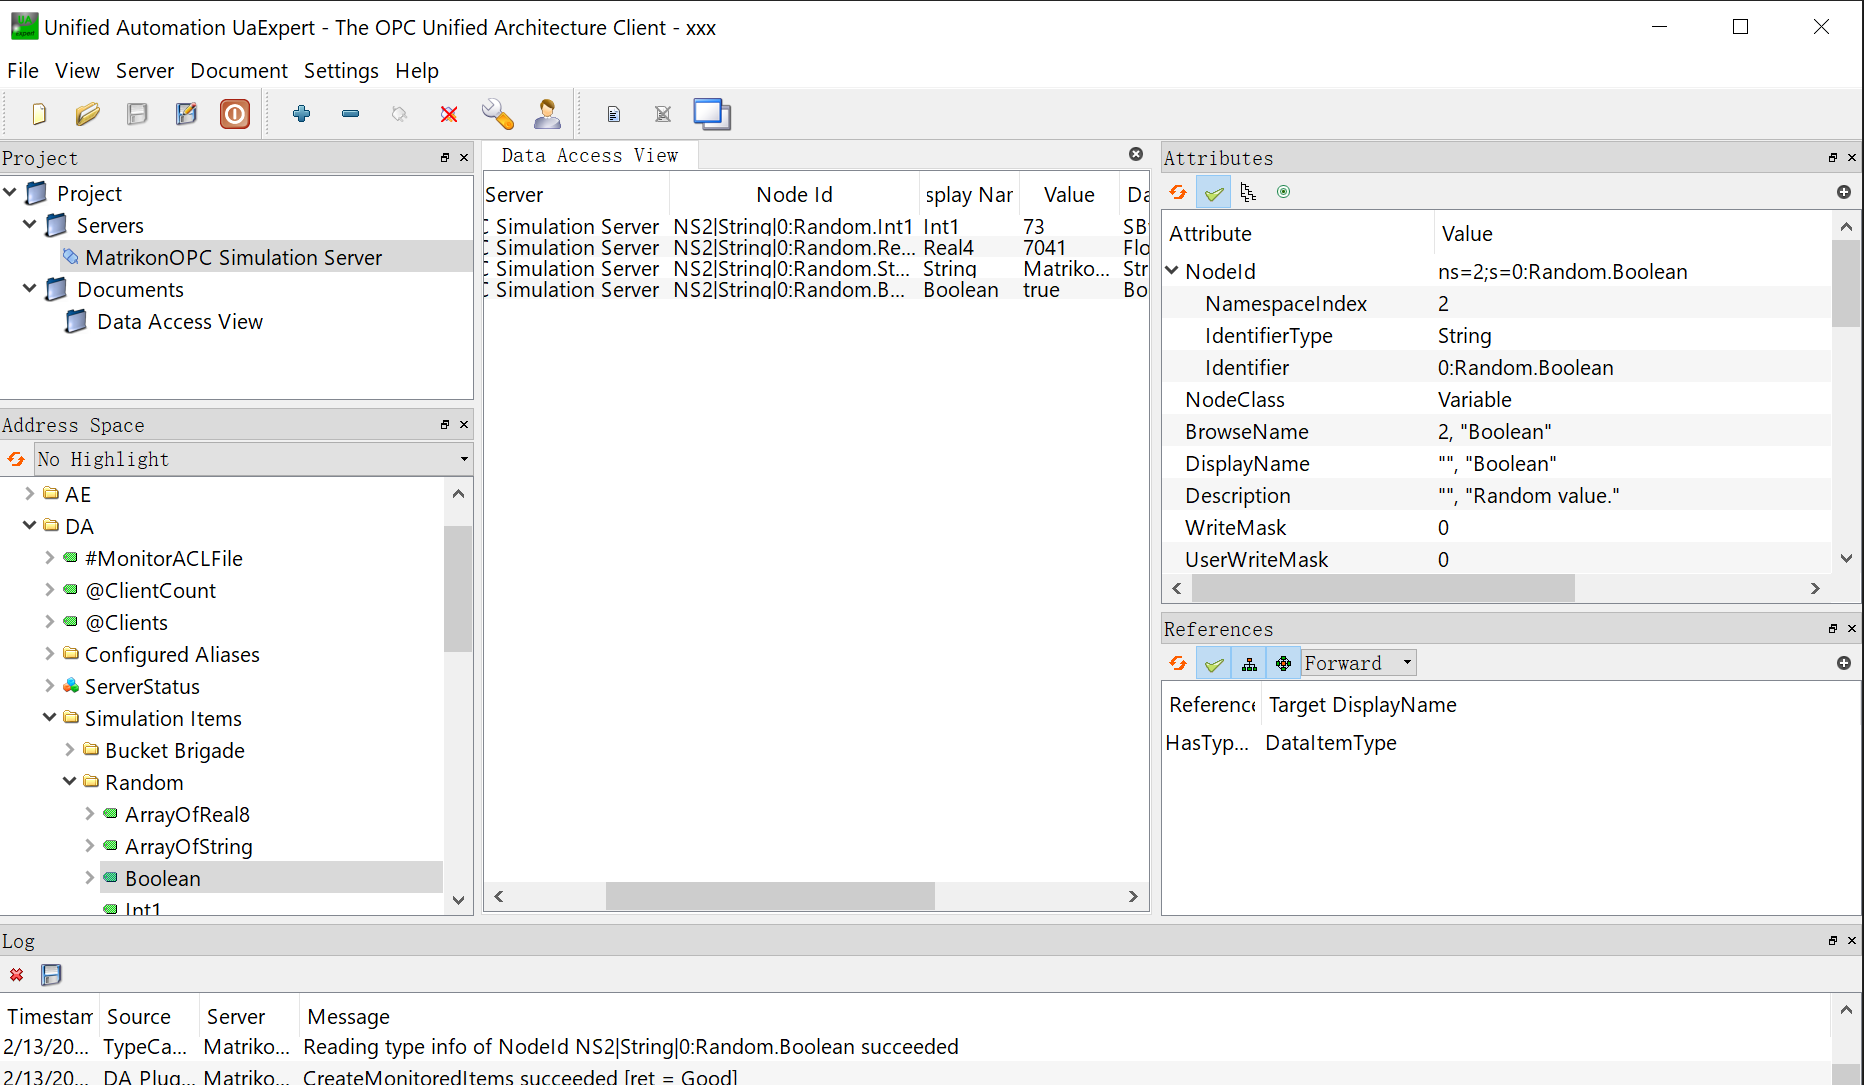 Unified Automation UaExpert - The OPC Unified Architecture Client - xxx
File View Server Document Settings Help
Project
Project
Servers
MatrikonOPC Simulation Server
Documents
Data Access View
Address Space
No Highlight
AE
DA
#MonitorACLFile
@ClientCount
@Clients
Configured Aliases
ServerStatus
Simulation Items
Bucket Brigade
Random
ArrayOfReal8
ArrayOfString
Boolean
Int1
Data Access View
Server Node Id splay Nar Value Da
C Simulation Server NS2|String|0:Random.Int1 Int1 73 SB
C Simulation Server NS2|String|0:Random.Re... Real4 7041 Flo
C Simulation Server NS2|String|0:Random.St... String Matriko... Str
C Simulation Server NS2|String|0:Random.B... Boolean true Bo
Attributes
Attribute Value
NodeId ns=2;s=0:Random.Boolean
NamespaceIndex 2
IdentifierType String
Identifier 0:Random.Boolean
NodeClass Variable
BrowseName 2, "Boolean"
DisplayName "", "Boolean"
Description "", "Random value."
WriteMask 0
UserWriteMask 0
References
Forward
Reference Target DisplayName
HasTyp... DataItemType
Log
Timestam Source Server Message
2/13/20... TypeCa... Matriko... Reading type info of NodeId NS2|String|0:Random.Boolean succeeded
2/13/20... DA Plug... Matriko... CreateMonitoredItems succeeded [ret = Good]